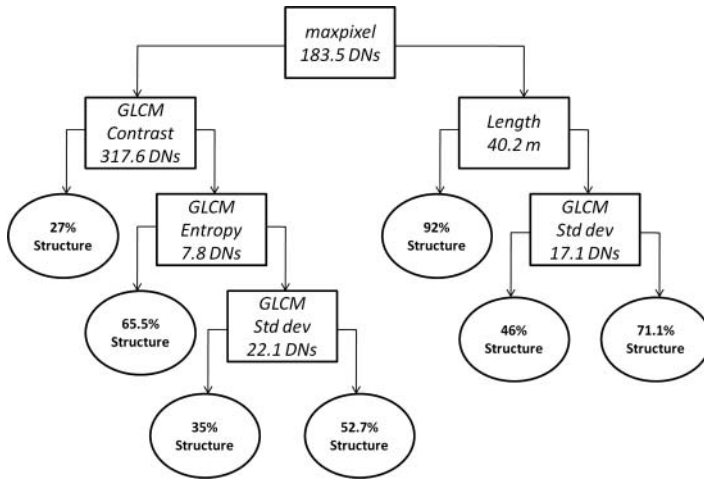 maxpixel
183.5 DNs
GLCM
Contrast
317.6 DNs
Length
40.2 m
27%
Structure
GLCM
Entropy
7.8 DNs
92%
Structure
GLCM
Std dev
17.1 DNs
65.5%
Structure
GLCM
Std dev
22.1 DNs
46%
Structure
71.1%
Structure
35%
Structure
52.7%
Structure